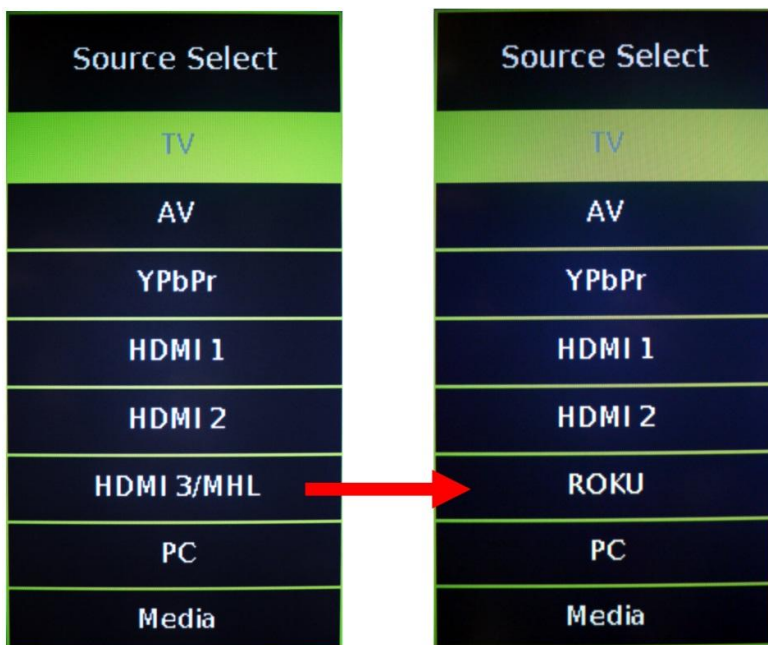 Source Select
TV
AV
YPbPr
HDMI 1
HDMI 2
HDMI 3/MHL
PC
Media
Source Select
TV
AV
YPbPr
HDMI 1
HDMI 2
ROKU
PC
Media